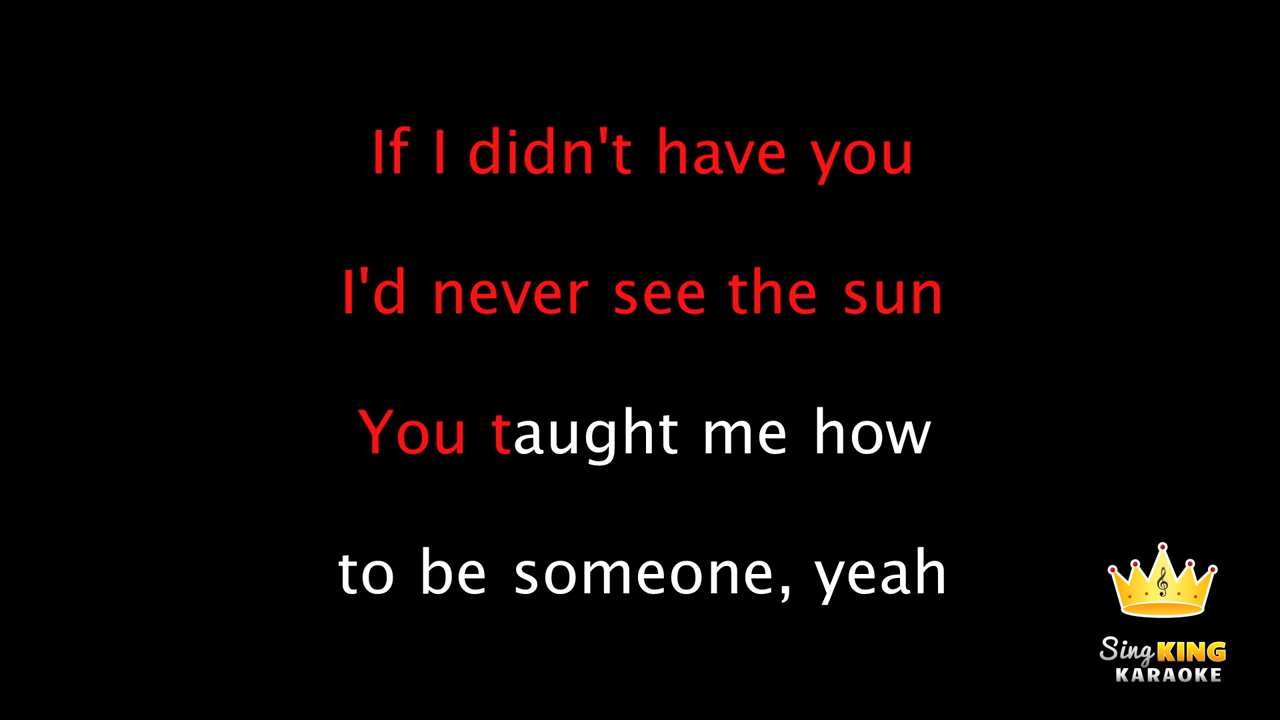 If I didn't have you
I'd never see the sun
You taught me how
to be someone, yeah
Sing KING
KARAOKE